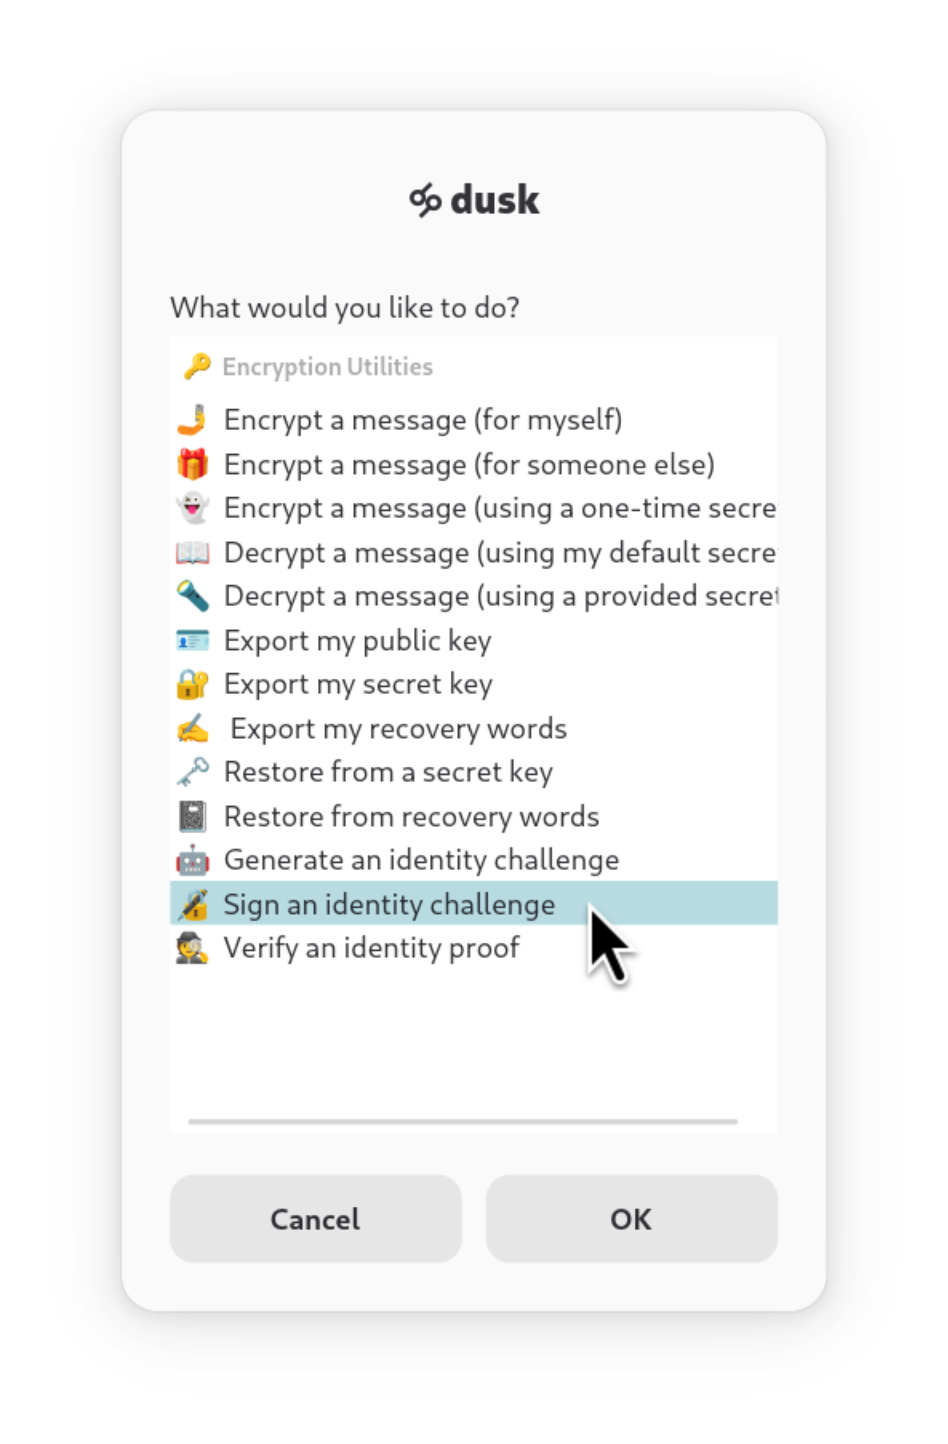 dusk
What would you like to do?
Encryption Utilities
Encrypt a message (for myself)
Encrypt a message (for someone else)
Encrypt a message (using a one-time secre
Decrypt a message (using my default secre
Decrypt a message (using a provided secret
Export my public key
Export my secret key
Export my recovery words
Restore from a secret key
Restore from recovery words
Generate an identity challenge
Sign an identity challenge
Verify an identity proof
Cancel
OK